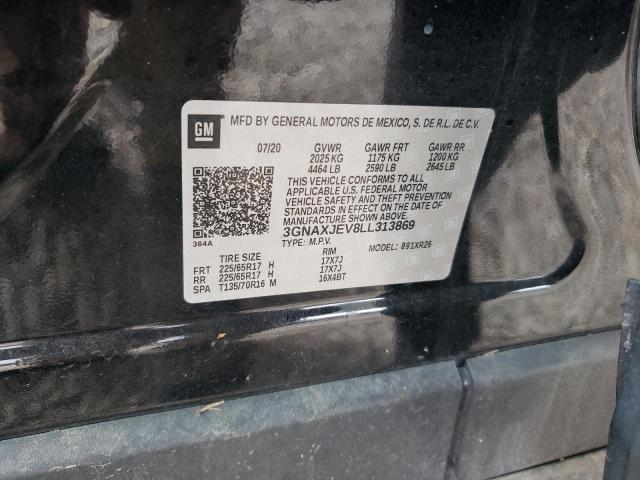 GM
MFD BY GENERAL MOTORS DE MEXICO, S. DE R.L. DE C.V.
07/20 GVWR GAWR FRT GAWR RR
2025 KG 1175 KG 1200 KG
4464 LB 2590 LB 2645 LB
THIS VEHICLE CONFORMS TO ALL
APPLICABLE U.S. FEDERAL MOTOR
VEHICLE SAFETY AND THEFT PREVENTION
STANDARDS IN EFFECT ON THE DATE OF
MANUFACTURE SHOWN ABOVE.
384A
3GNAXJEV8LL313869
TYPE: M.P.V. MODEL: 891XR26
TIRE SIZE RIM
FRT 225/65R17 H 17X7J
RR 225/65R17 H 17X7J
SPA T135/70R16 M 16X4BT